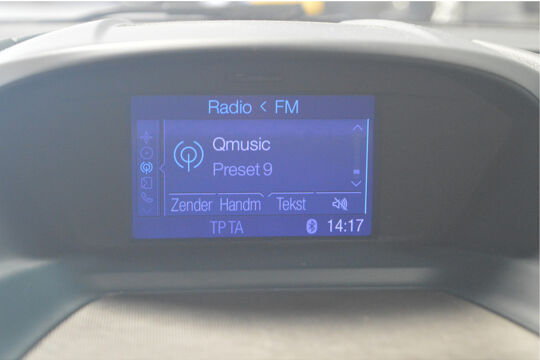 Radio < FM
Qmusic
Preset 9
Zender Handm Tekst
TP TA 14:17